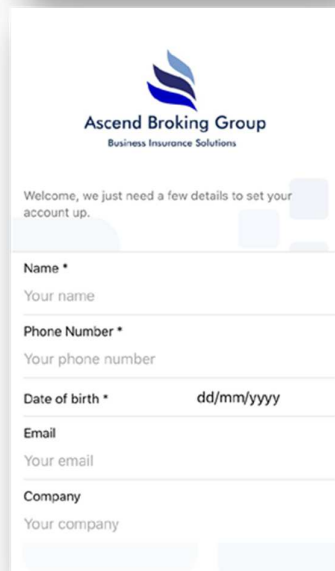 Ascend Broking Group
Business Insurance Solutions
Welcome, we just need a few details to set your
account up.
Name *
Your name
Phone Number *
Your phone number
Date of birth * dd/mm/yyyy
Email
Your email
Company
Your company